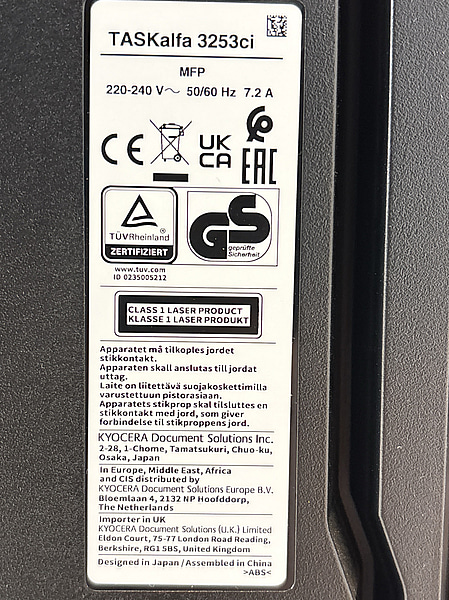 TASKalfa 3253ci
MFP
220-240 V～ 50/60 Hz 7.2 A
CE
UK
CA
EAC
TÜVRheinland®
ZERTIFIZIERT
GS
geprüfte
Sicherheit
www.tuv.com
ID 0235005212
CLASS 1 LASER PRODUCT
KLASSE 1 LASER PRODUKT
Apparatet må tilkoples jordet
stikkontakt.
Apparaten skall anslutas till jordat
uttag.
Laite on liitettävä suojakoskettimilla
varustettuun pistorasiaan.
Apparatets stikprop skal tilsluttes en
stikkontakt med jord, som giver
forbindelse til stikproppens jord.
KYOCERA Document Solutions Inc.
2-28, 1-Chome, Tamatsukuri, Chuo-ku,
Osaka, Japan
In Europe, Middle East, Africa
and CIS distributed by
KYOCERA Document Solutions Europe B.V.
Bloemlaan 4, 2132 NP Hoofddorp,
The Netherlands
Importer in UK
KYOCERA Document Solutions (U.K.) Limited
Eldon Court, 75-77 London Road Reading,
Berkshire, RG1 5BS, United Kingdom
Designed in Japan / Assembled in China
>ABS<